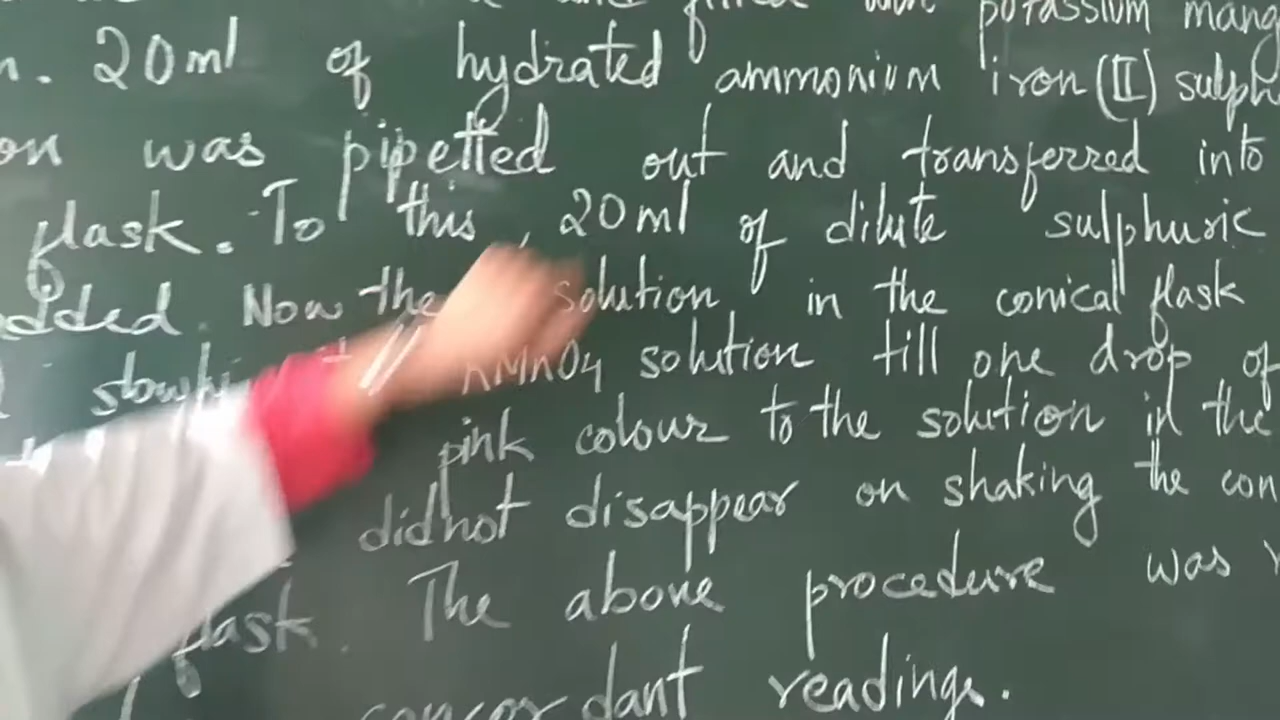 and filled with potassium mang
n. 20ml of hydrated ammonium iron (II) sulph
on was pipetted out and transferred into
flask. To this, 20ml of dilute sulphuric
added. Now the solution in the conical flask
slowly KMnO4 solution till one drop of
pink colour to the solution in the
did not disappear on shaking the con
flask. The above procedure was
concordant readings.